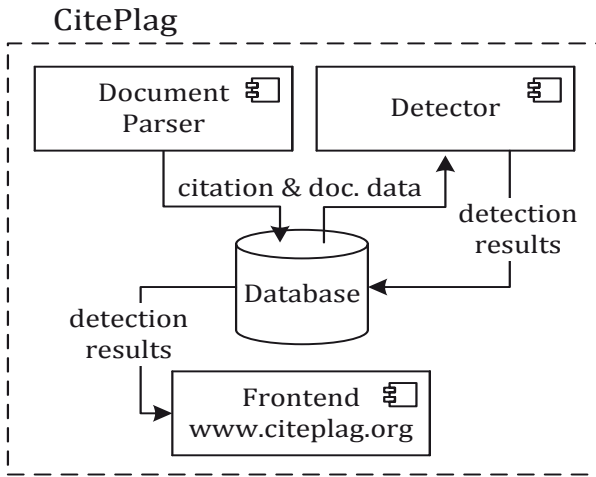 CitePlag
Document
Parser
Detector
citation & doc. data
detection
results
Database
detection
results
Frontend
www.citeplag.org